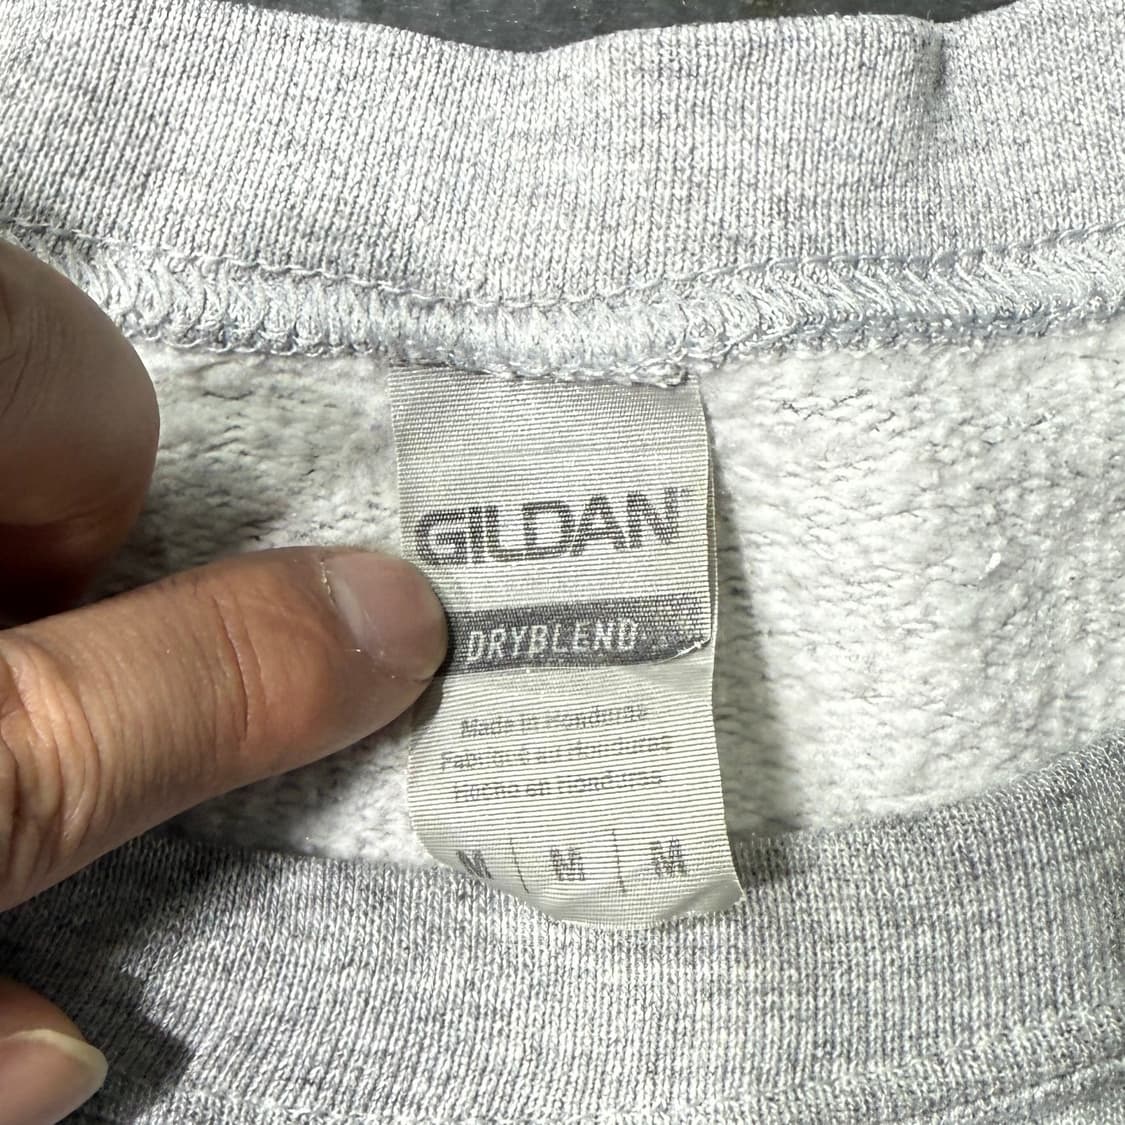 GILDAN
DRYBLEND
Made in Honduras
Fabriqué au Honduras
Hecho en Honduras
M | M | M